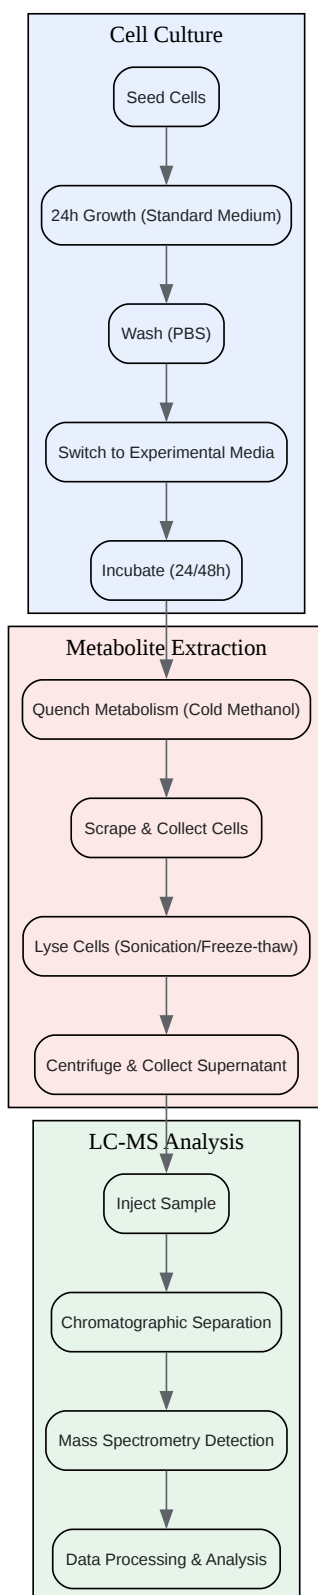 Cell Culture
Seed Cells
24h Growth (Standard Medium)
Wash (PBS)
Switch to Experimental Media
Incubate (24/48h)
Metabolite Extraction
Quench Metabolism (Cold Methanol)
Scrape & Collect Cells
Lyse Cells (Sonication/Freeze-thaw)
Centrifuge & Collect Supernatant
LC-MS Analysis
Inject Sample
Chromatographic Separation
Mass Spectrometry Detection
Data Processing & Analysis